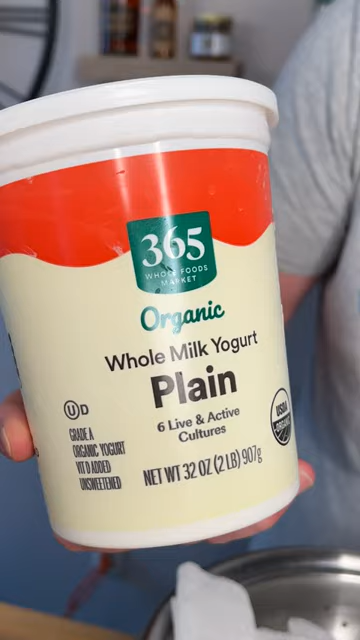 365
WHOLE FOODS
MARKET
Organic
Whole Milk Yogurt
Plain
6 Live & Active
Cultures
U D
GRADE A
ORGANIC YOGURT
VIT D ADDED
UNSWEETENED
USDA
ORGANIC
NET WT 32 OZ (2 LB) 907g